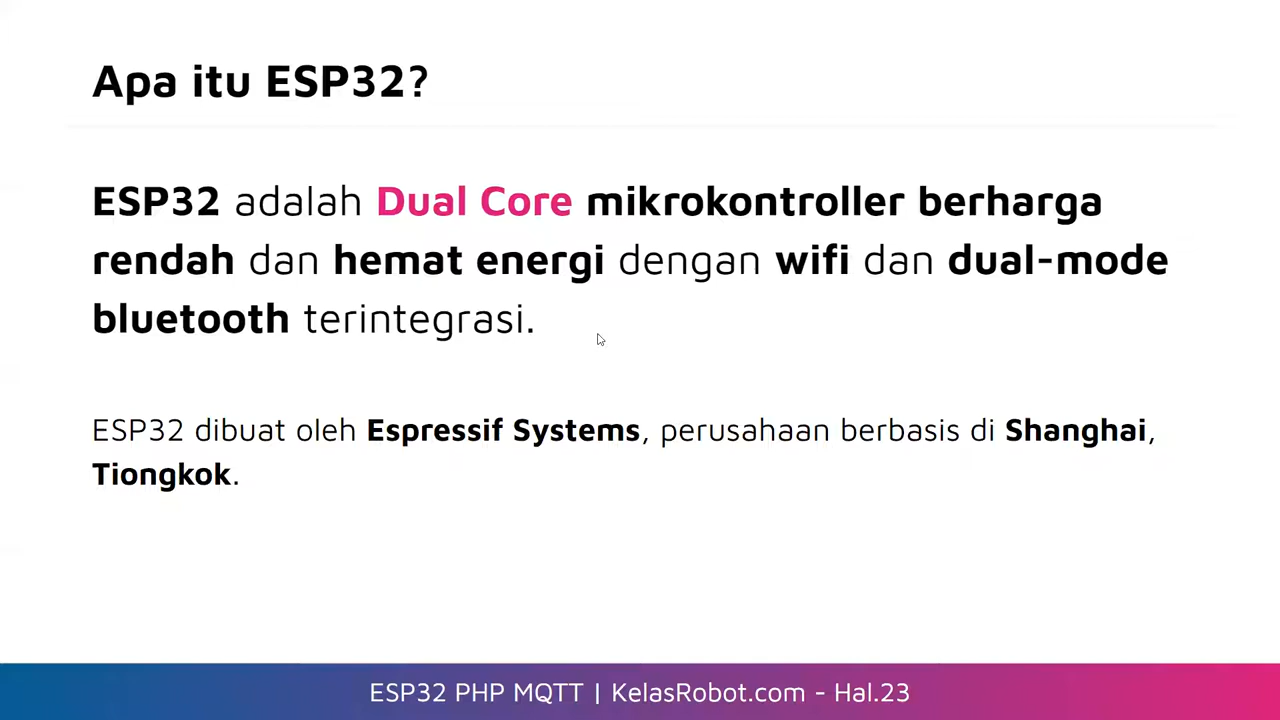 Apa itu ESP32?
ESP32 adalah Dual Core mikrokontroller berharga
rendah dan hemat energi dengan wifi dan dual-mode
bluetooth terintegrasi.
ESP32 dibuat oleh Espressif Systems, perusahaan berbasis di Shanghai,
Tiongkok.
ESP32 PHP MQTT | KelasRobot.com - Hal.23